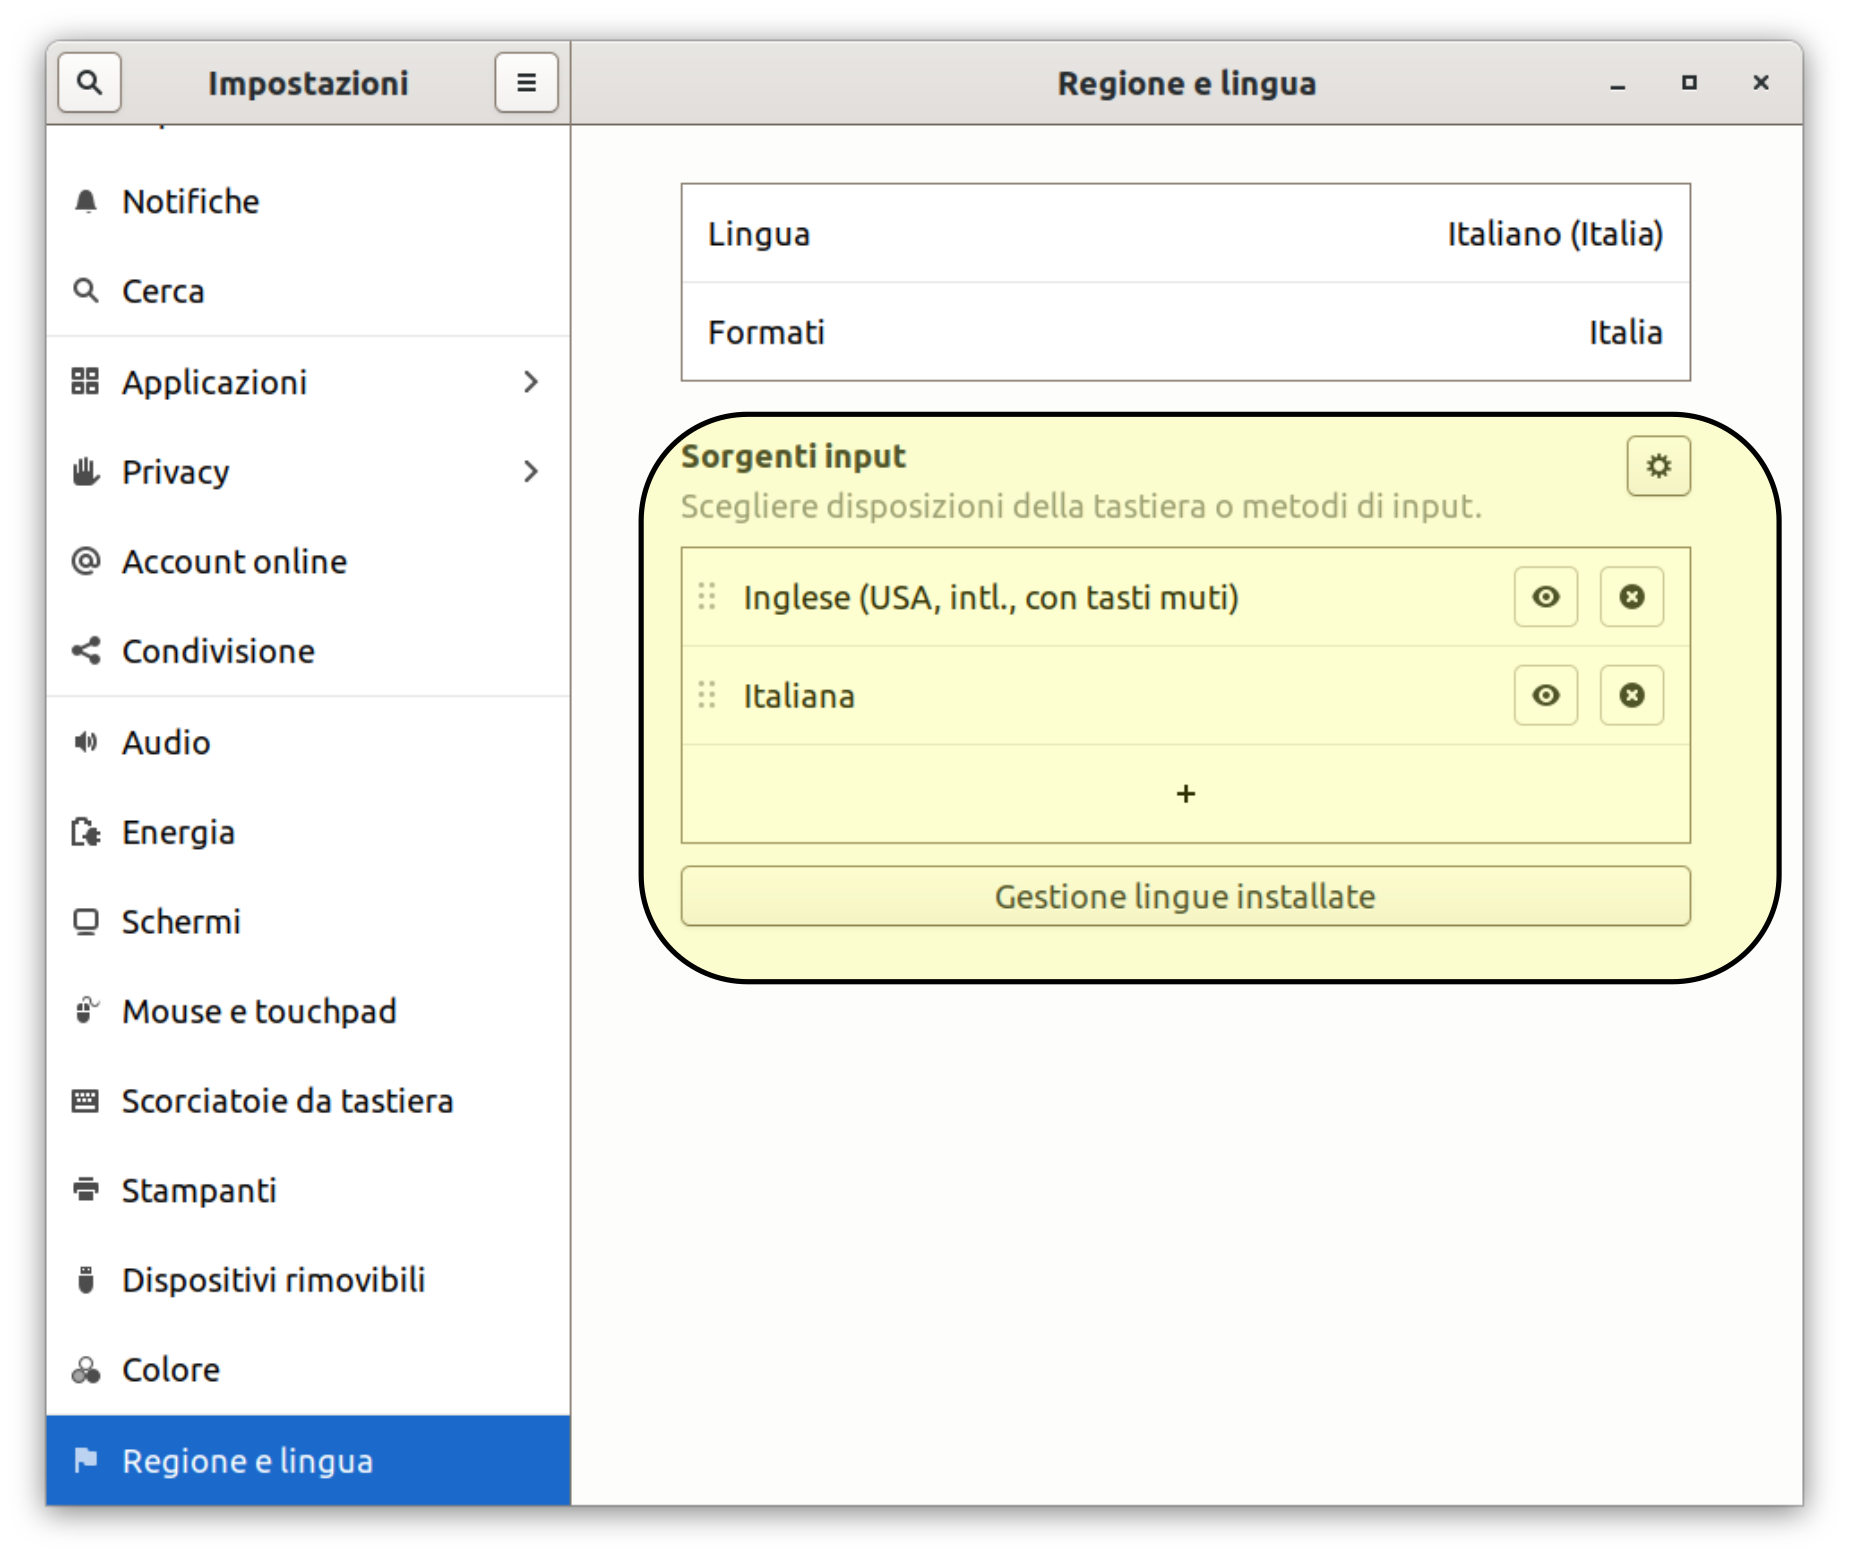 Impostazioni
Regione e lingua
Notifiche
Cerca
Applicazioni
Privacy
Account online
Condivisione
Audio
Energia
Schermi
Mouse e touchpad
Scorciatoie da tastiera
Stampanti
Dispositivi rimovibili
Colore
Regione e lingua
Lingua Italiano (Italia)
Formati Italia
Sorgenti input
Scegliere disposizioni della tastiera o metodi di input.
Inglese (USA, intl., con tasti muti)
Italiana
+
Gestione lingue installate